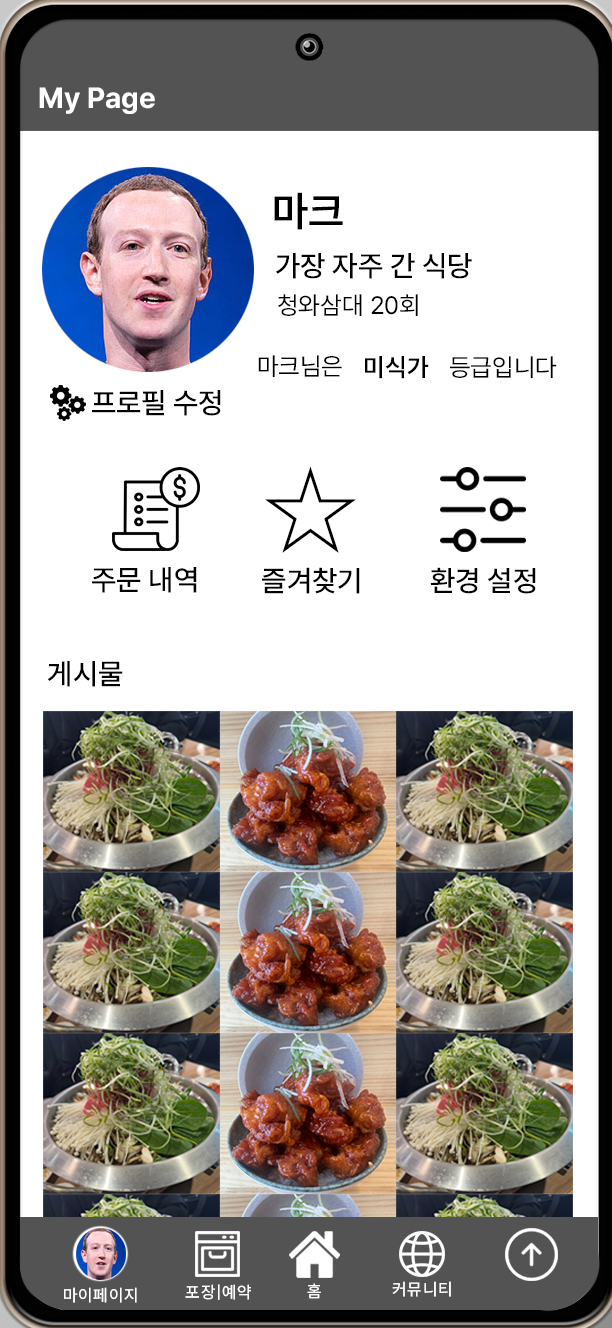 My Page
마크
가장 자주 간 식당
청와삼대 20회
마크님은 미식가 등급입니다
프로필 수정
주문 내역 즐겨찾기 환경 설정
게시물
마이페이지 포장|예약 홈 커뮤니티